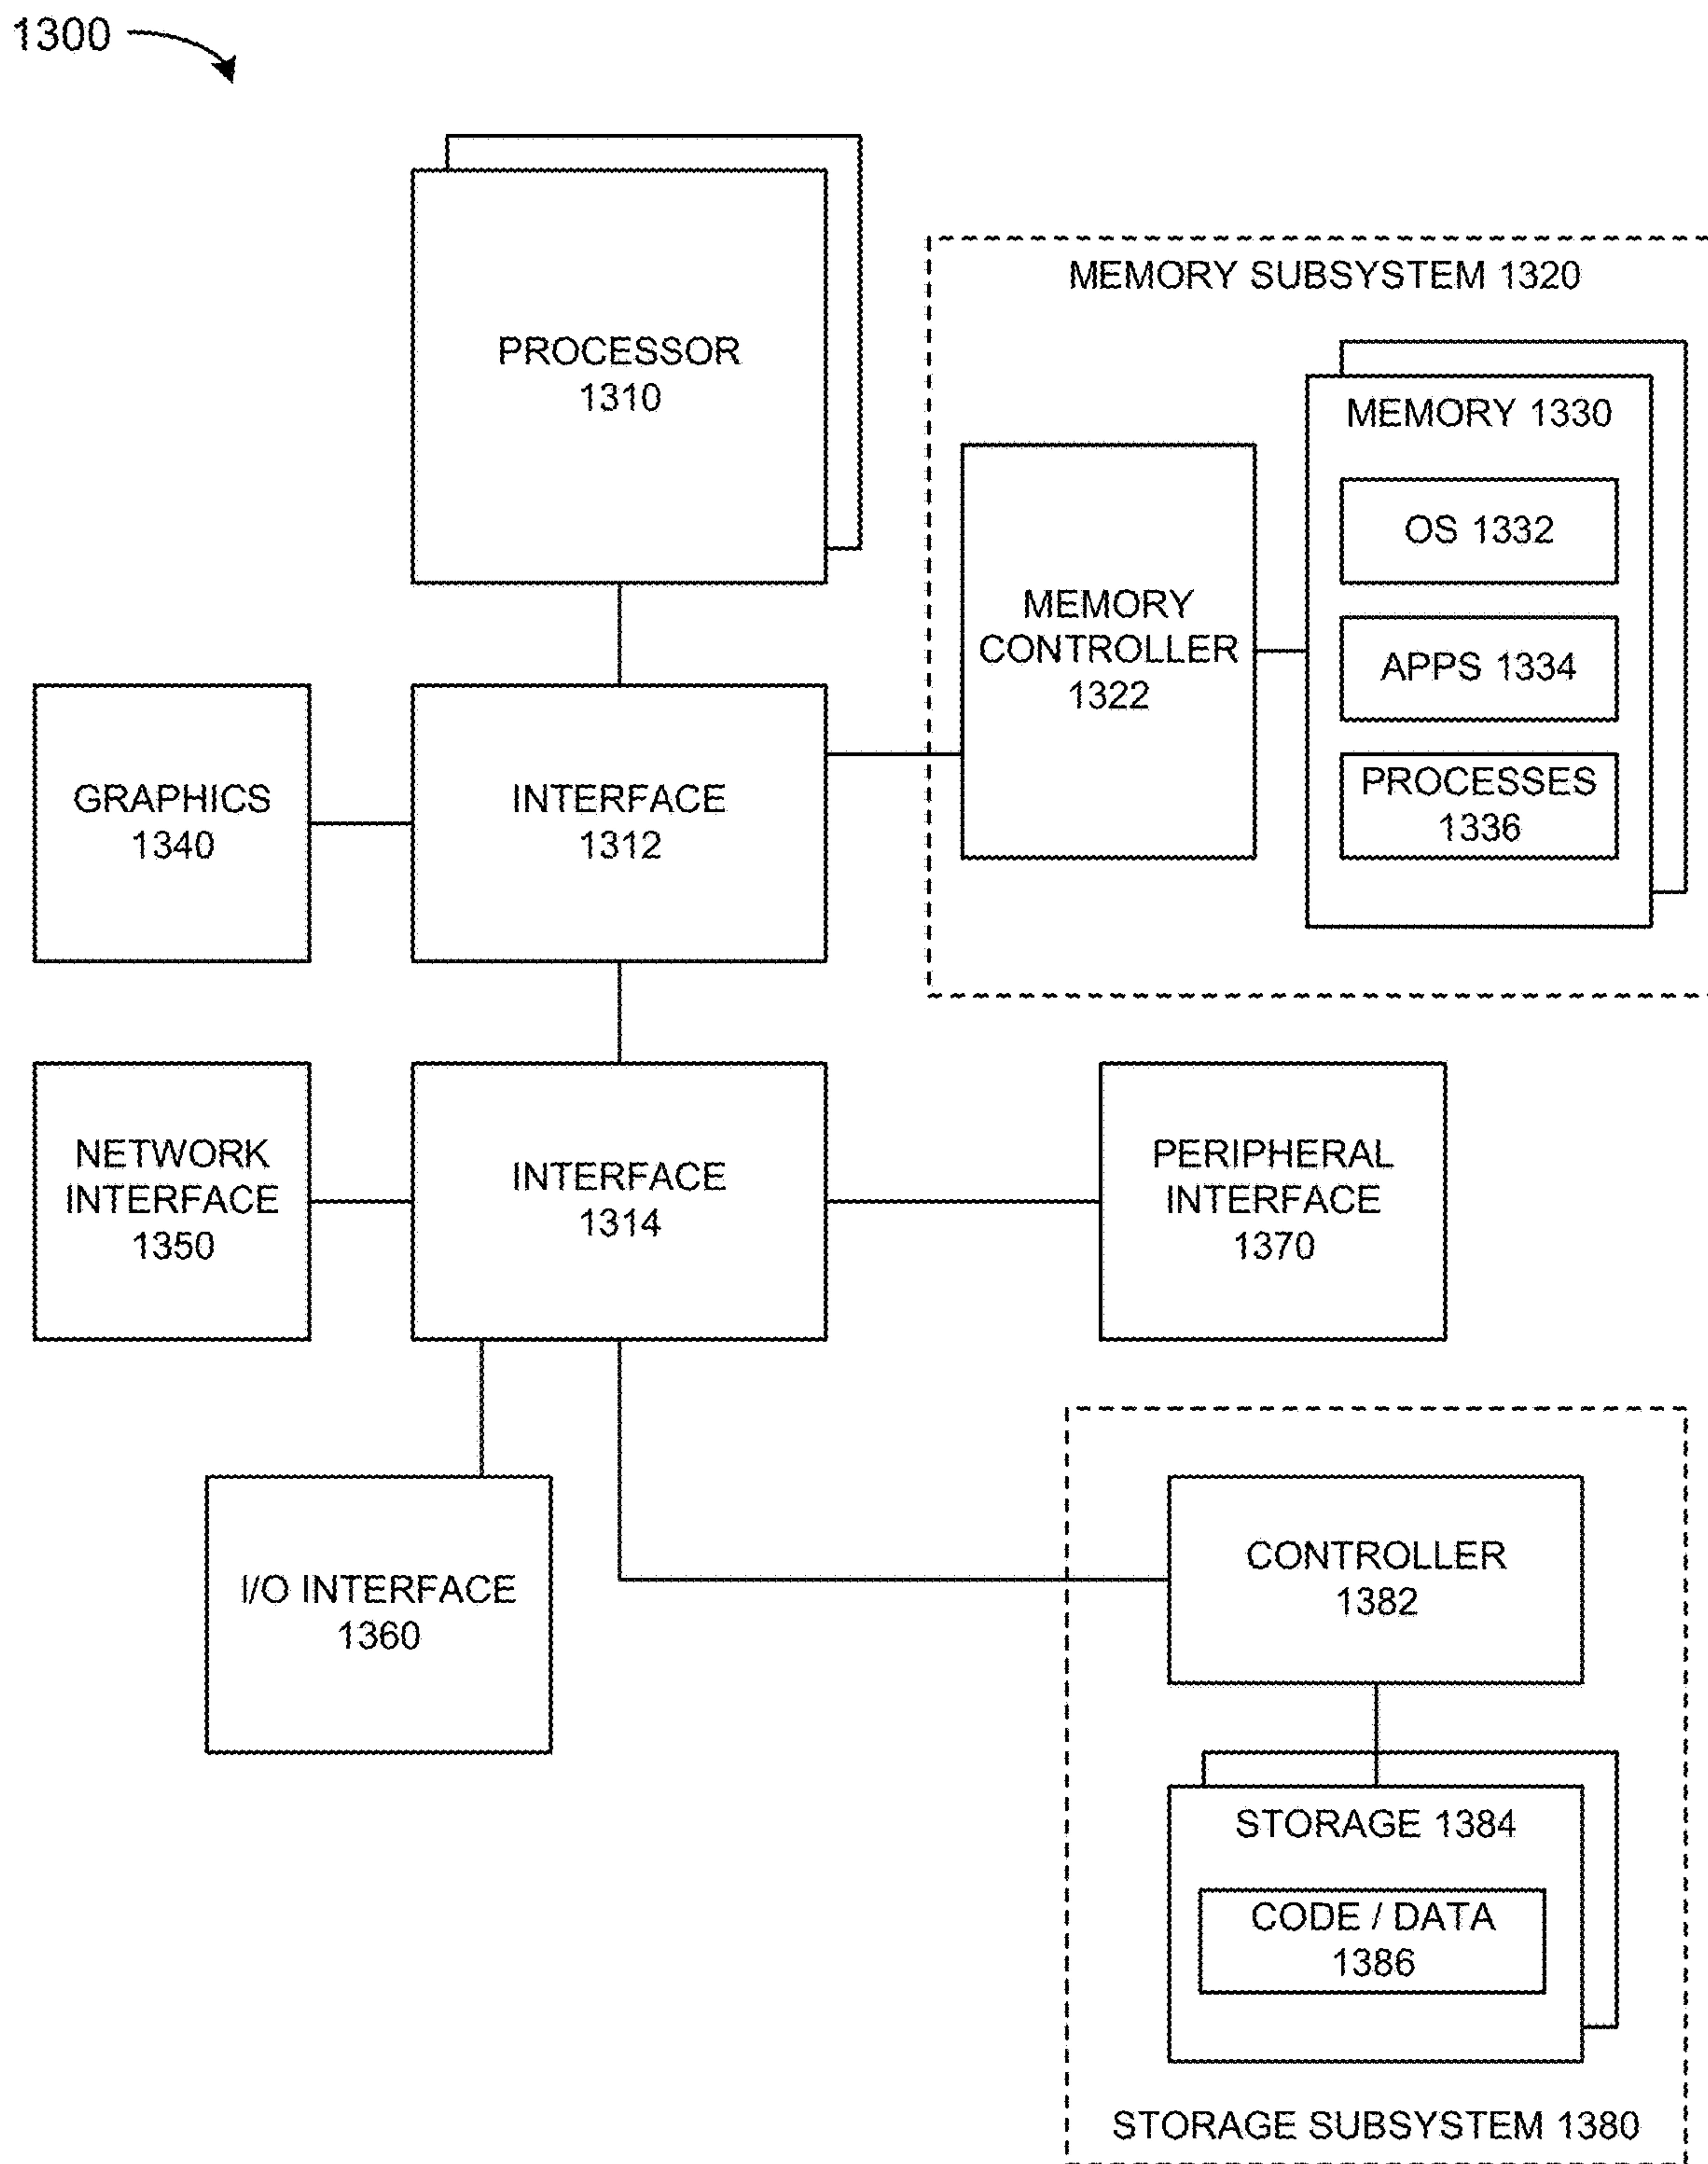 1300
PROCESSOR
1310
MEMORY SUBSYSTEM 1320
MEMORY 1330
OS 1332
APPS 1334
PROCESSES
1336
MEMORY
CONTROLLER
1322
GRAPHICS
1340
INTERFACE
1312
NETWORK
INTERFACE
1350
INTERFACE
1314
PERIPHERAL
INTERFACE
1370
I/O INTERFACE
1360
CONTROLLER
1382
STORAGE 1384
CODE / DATA
1386
STORAGE SUBSYSTEM 1380